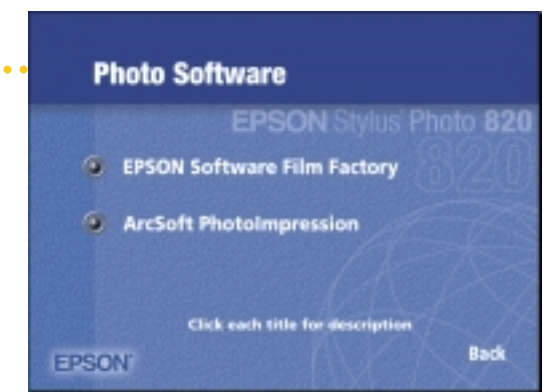 Photo Software
EPSON Stylus Photo 820
820
EPSON Software Film Factory
ArcSoft PhotoImpression
Click each title for description
Back
EPSON